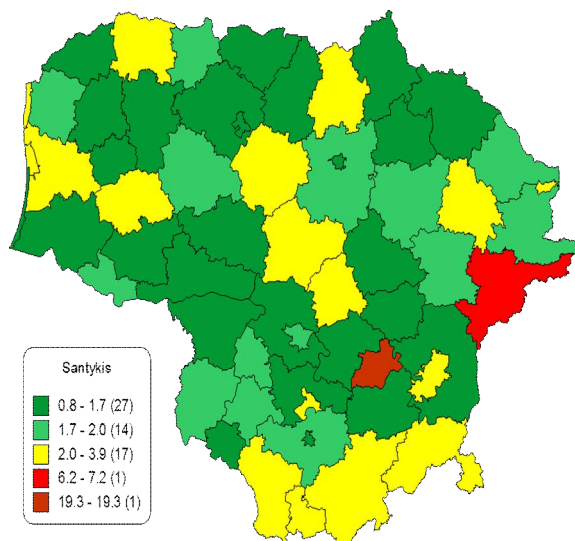 Santykis
0.8 - 1.7 (27)
1.7 - 2.0 (14)
2.0 - 3.9 (17)
6.2 - 7.2 (1)
19.3 - 19.3 (1)